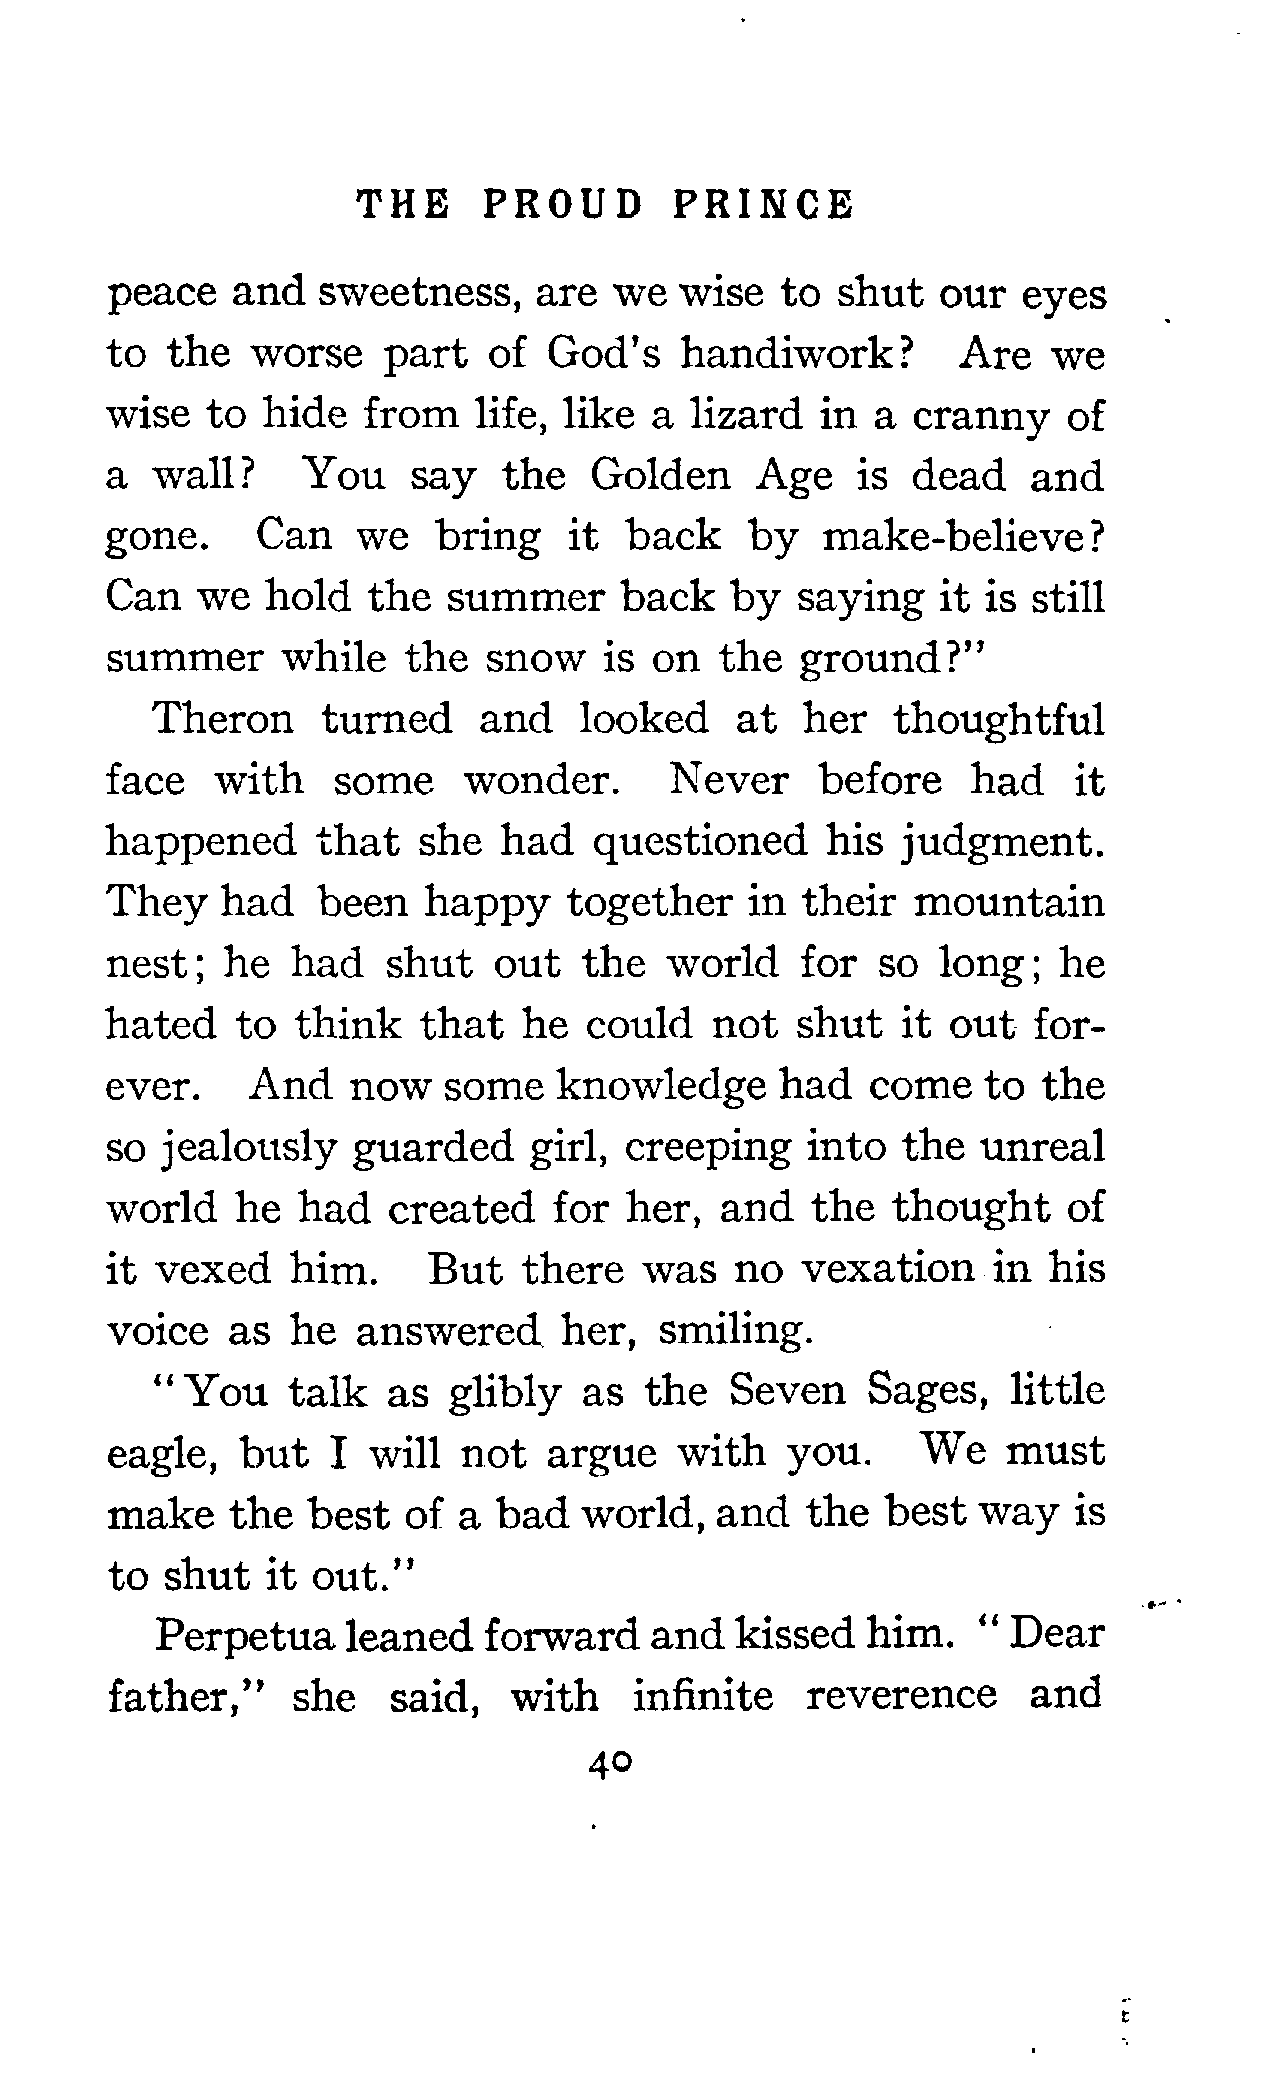 THE PROUD PRINCE
peace and sweetness, are we wise to shut our eyes
to the worse part of God's handiwork? Are we
wise to hide from life, like a lizard in a cranny of
a wall? You say the Golden Age is dead and
gone. Can we bring it back by make-believe?
Can we hold the summer back by saying it is still
summer while the snow is on the ground?"
Theron turned and looked at her thoughtful
face with some wonder. Never before had it
happened that she had questioned his judgment.
They had been happy together in their mountain
nest; he had shut out the world for so long; he
hated to think that he could not shut it out for-
ever. And now some knowledge had come to the
so jealously guarded girl, creeping into the unreal
world he had created for her, and the thought of
it vexed him. But there was no vexation in his
voice as he answered her, smiling.
"You talk as glibly as the Seven Sages, little
eagle, but I will not argue with you. We must
make the best of a bad world, and the best way is
to shut it out."
Perpetua leaned forward and kissed him. "Dear
father," she said, with infinite reverence and
40